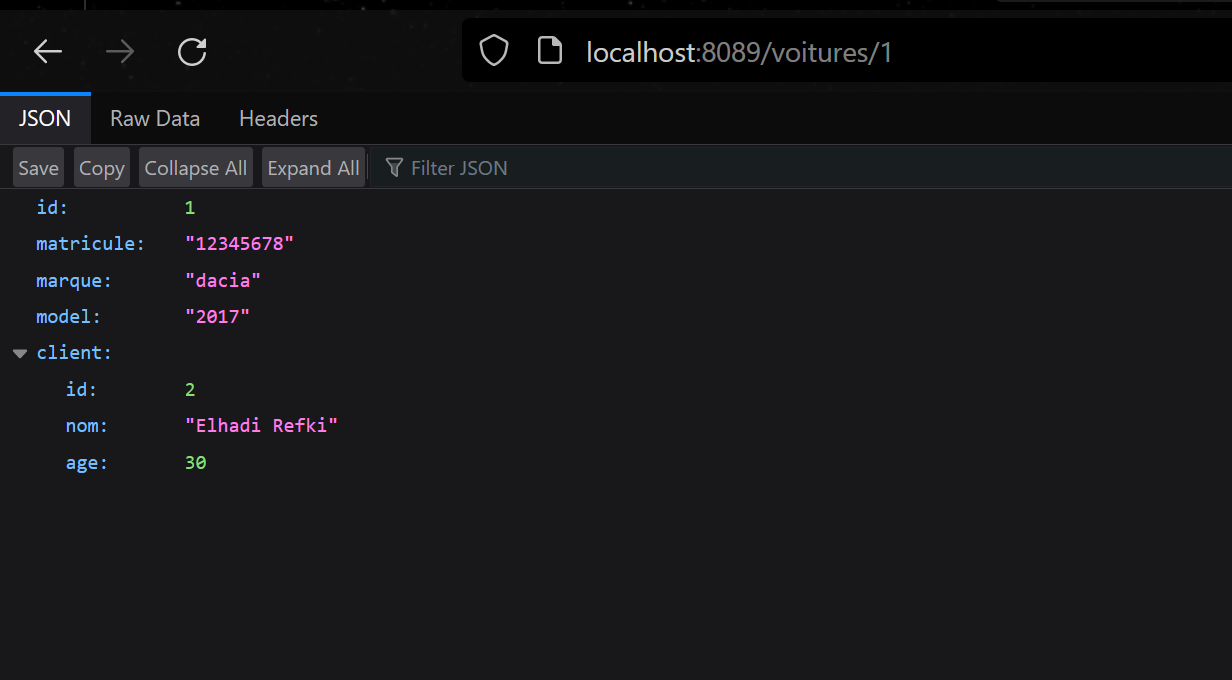 localhost:8089/voitures/1
JSON Raw Data Headers
Save Copy Collapse All Expand All Filter JSON
id: 1
matricule: "12345678"
marque: "dacia"
model: "2017"
client:
id: 2
nom: "Elhadi Refki"
age: 30